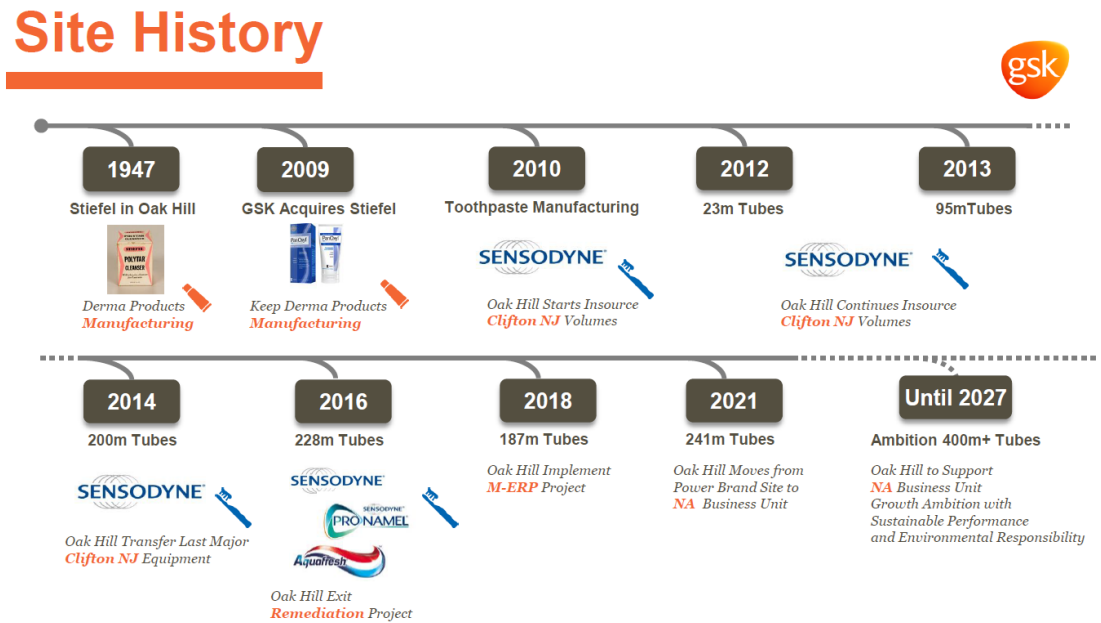 Site History
gsk
1947
2009
2010
2012
2013
Stiefel in Oak Hill
GSK Acquires Stiefel
Toothpaste Manufacturing
23m Tubes
95mTubes
POLYTAR
CLEANSER
PanOxyl
PanOxyl
SENSODYNE
SENSODYNE
Derma Products
Manufacturing
Keep Derma Products
Manufacturing
Oak Hill Starts Insource
Clifton NJ Volumes
Oak Hill Continues Insource
Clifton NJ Volumes
2014
2016
2018
2021
Until 2027
200m Tubes
228m Tubes
187m Tubes
241m Tubes
Ambition 400m+ Tubes
SENSODYNE
Oak Hill Transfer Last Major
Clifton NJ Equipment
SENSODYNE
SENSODYNE
PRONAMEL
Aquafresh
Oak Hill Exit
Remediation Project
Oak Hill Implement
M-ERP Project
Oak Hill Moves from
Power Brand Site to
NA Business Unit
Oak Hill to Support
NA Business Unit
Growth Ambition with
Sustainable Performance
and Environmental Responsibility